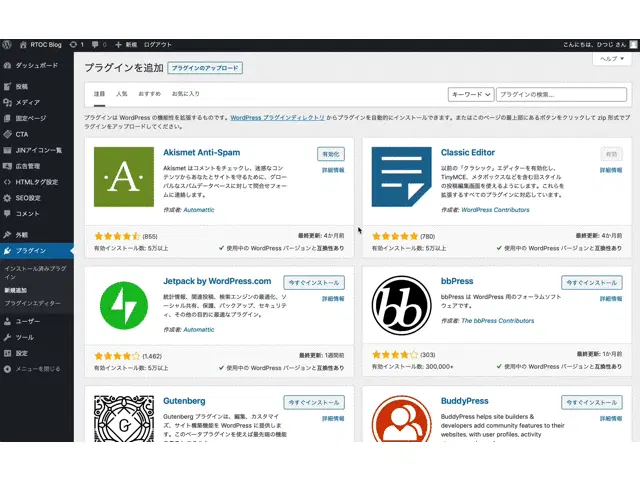 RTOC Blog 1 0 新規 ログアウト
こんにちは、ひつじ さん
ダッシュボード
投稿
メディア
固定ページ
CTA
JINアイコン一覧
広告管理
HTMLタグ設定
SEO設定
コメント
外観
プラグイン
インストール済みプラグイン
新規追加
プラグインエディター
ユーザー
ツール
設定
メニューを閉じる
ヘルプ
プラグインを追加 プラグインのアップロード
注目 人気 おすすめ お気に入り
キーワード プラグインの検索...
プラグインは WordPress の機能性を拡張するものです。WordPress プラグインディレクトリ からプラグインを自動的にインストールできます。またはこのページの最上部にあるボタンをクリックして zip 形式でプ
ラグインをアップロードしてください。
Akismet Anti-Spam
有効化
詳細情報
Akismet はコメントをチェックし、迷惑なコン
テンツからあなたとサイトを守るために、グロー
バルなスパムデータベースに対して問合せフォー
ムに連絡します。
作成者: Automattic
(855)
有効インストール数: 5万以上
最終更新: 4か月前
使用中の WordPress バージョンと互換性あり
Classic Editor
有効
詳細情報
以前の「クラシック」エディターを有効化し、
TinyMCE、メタボックスなどを含む旧スタイル
の投稿編集画面を使えるようにします。これらを
拡張するすべてのプラグインに対応しています。
作成者: WordPress Contributors
(780)
有効インストール数: 5万以上
最終更新: 4か月前
使用中の WordPress バージョンと互換性あり
Jetpack by WordPress.com
今すぐインストール
詳細情報
統計情報、関連投稿、検索エンジンの最適化、ソ
ーシャル共有、保護、バックアップ、セキュリテ
ィ、その他の目的に最適なプラグイン。
作成者: Automattic
(1,462)
有効インストール数: 5万以上
最終更新: 1週間前
使用中の WordPress バージョンと互換性あり
bbPress
今すぐインストール
詳細情報
bbPress は WordPress 用のフォーラムソフト
ウェアです。
作成者: The bbPress Contributors
(303)
有効インストール数: 300,000+
最終更新: 1か月前
使用中の WordPress バージョンと互換性あり
Gutenberg
今すぐインストール
詳細情報
Gutenberg プラグインは、編集、カスタマイ
ズ、サイト構築機能を WordPress に提供しま
す。このベータプラグインを使えば最先端の機能
BuddyPress
今すぐインストール
詳細情報
BuddyPress helps site builders &
developers add community features to their
websites, with user profiles, activity